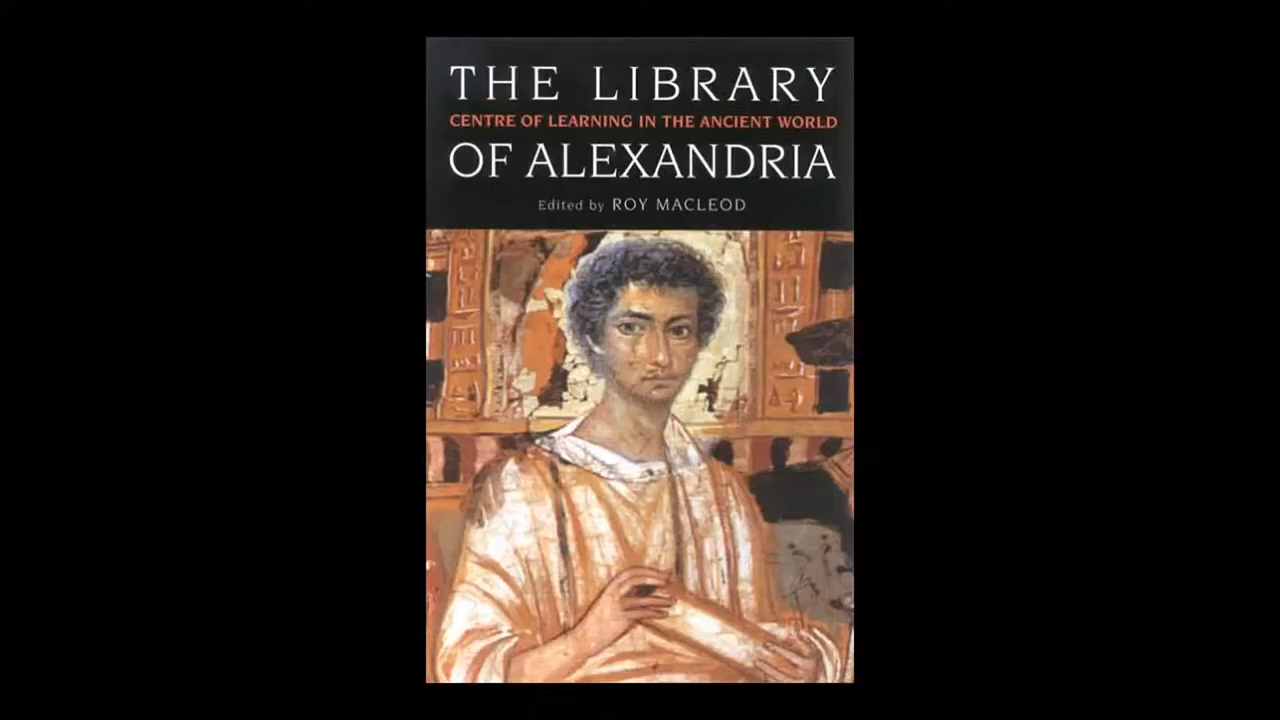 THE LIBRARY
CENTRE OF LEARNING IN THE ANCIENT WORLD
OF ALEXANDRIA
Edited by ROY MACLEOD